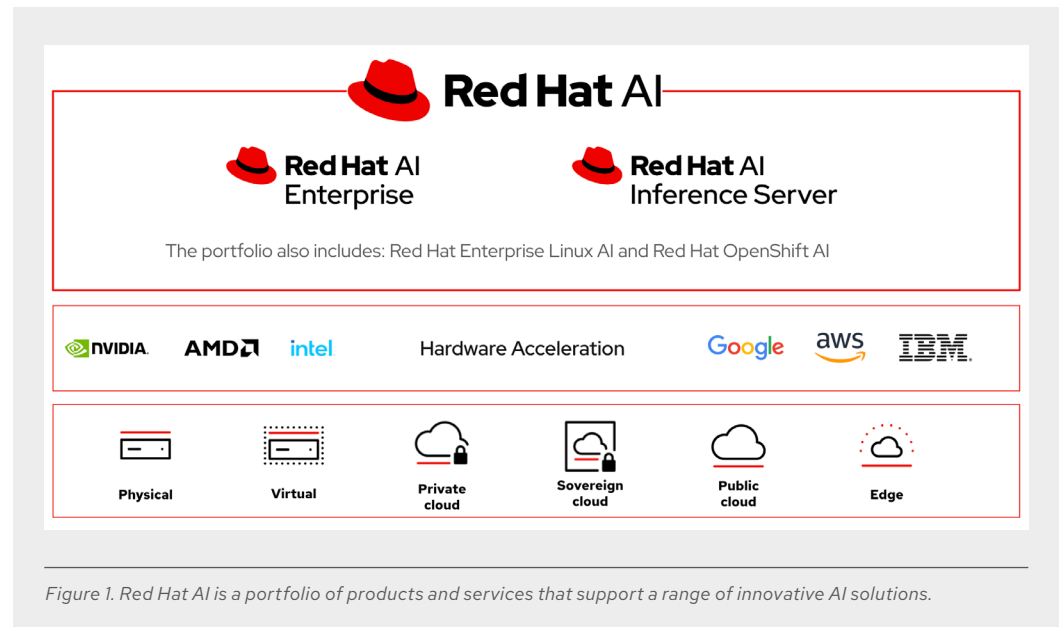 Red Hat AI
Red Hat AI
Enterprise
Red Hat AI
Inference Server
The portfolio also includes: Red Hat Enterprise Linux AI and Red Hat OpenShift AI
NVIDIA.
AMD
intel
Hardware Acceleration
Google
aws
IBM.
Physical
Virtual
Private
cloud
Sovereign
cloud
Public
cloud
Edge
Figure 1. Red Hat AI is a portfolio of products and services that support a range of innovative AI solutions.